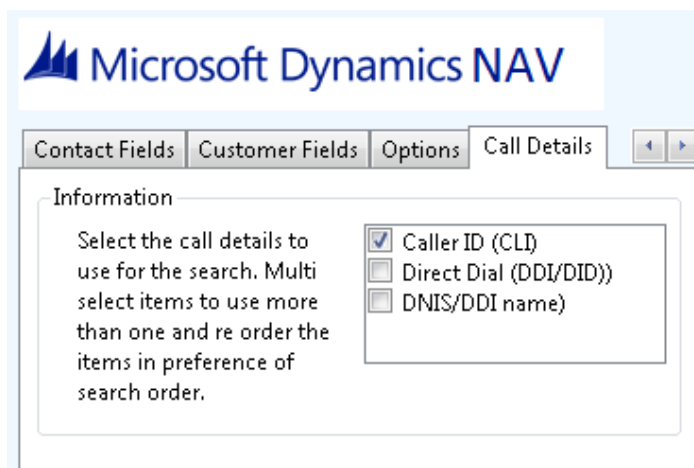 Microsoft Dynamics NAV
Contact Fields Customer Fields Options Call Details
Information
Select the call details to
use for the search. Multi
select items to use more
than one and re order the
items in preference of
search order.
Caller ID (CLI)
Direct Dial (DDI/DID))
DNIS/DDI name)